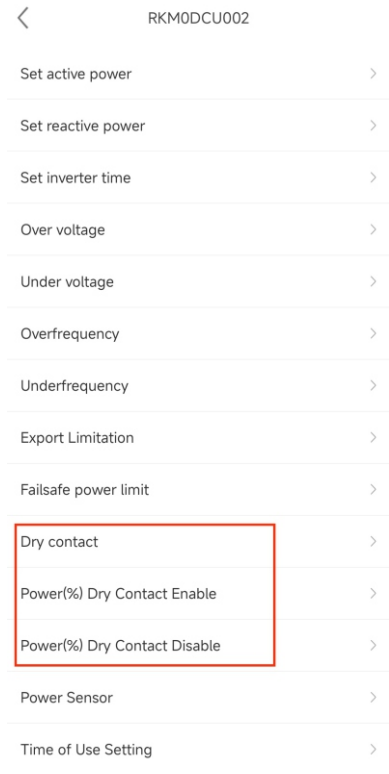 RKM0DCU002
Set active power
Set reactive power
Set inverter time
Over voltage
Under voltage
Overfrequency
Underfrequency
Export Limitation
Failsafe power limit
Dry contact
Power(%) Dry Contact Enable
Power(%) Dry Contact Disable
Power Sensor
Time of Use Setting